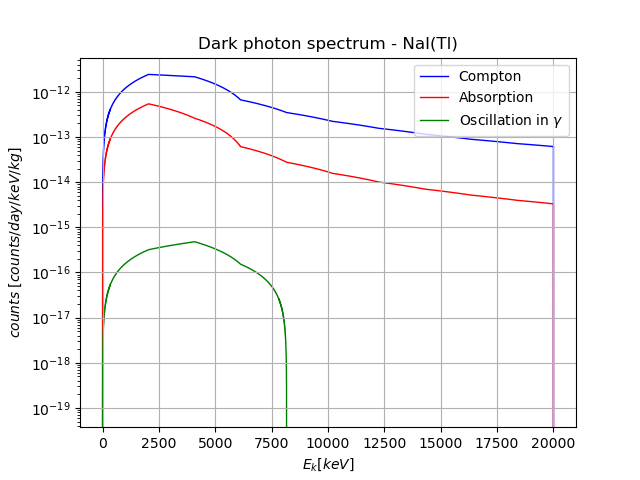 Dark photon spectrum - NaI(Tl)
Compton
Absorption
Oscillation in γ
counts [counts/day/keV/kg]
10⁻¹²
10⁻¹³
10⁻¹⁴
10⁻¹⁵
10⁻¹⁶
10⁻¹⁷
10⁻¹⁸
10⁻¹⁹
0 2500 5000 7500 10000 12500 15000 17500 20000
Eₖ[keV]